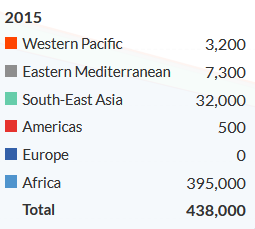 2015
Western Pacific 3,200
Eastern Mediterranean 7,300
South-East Asia 32,000
Americas 500
Europe 0
Africa 395,000
Total 438,000